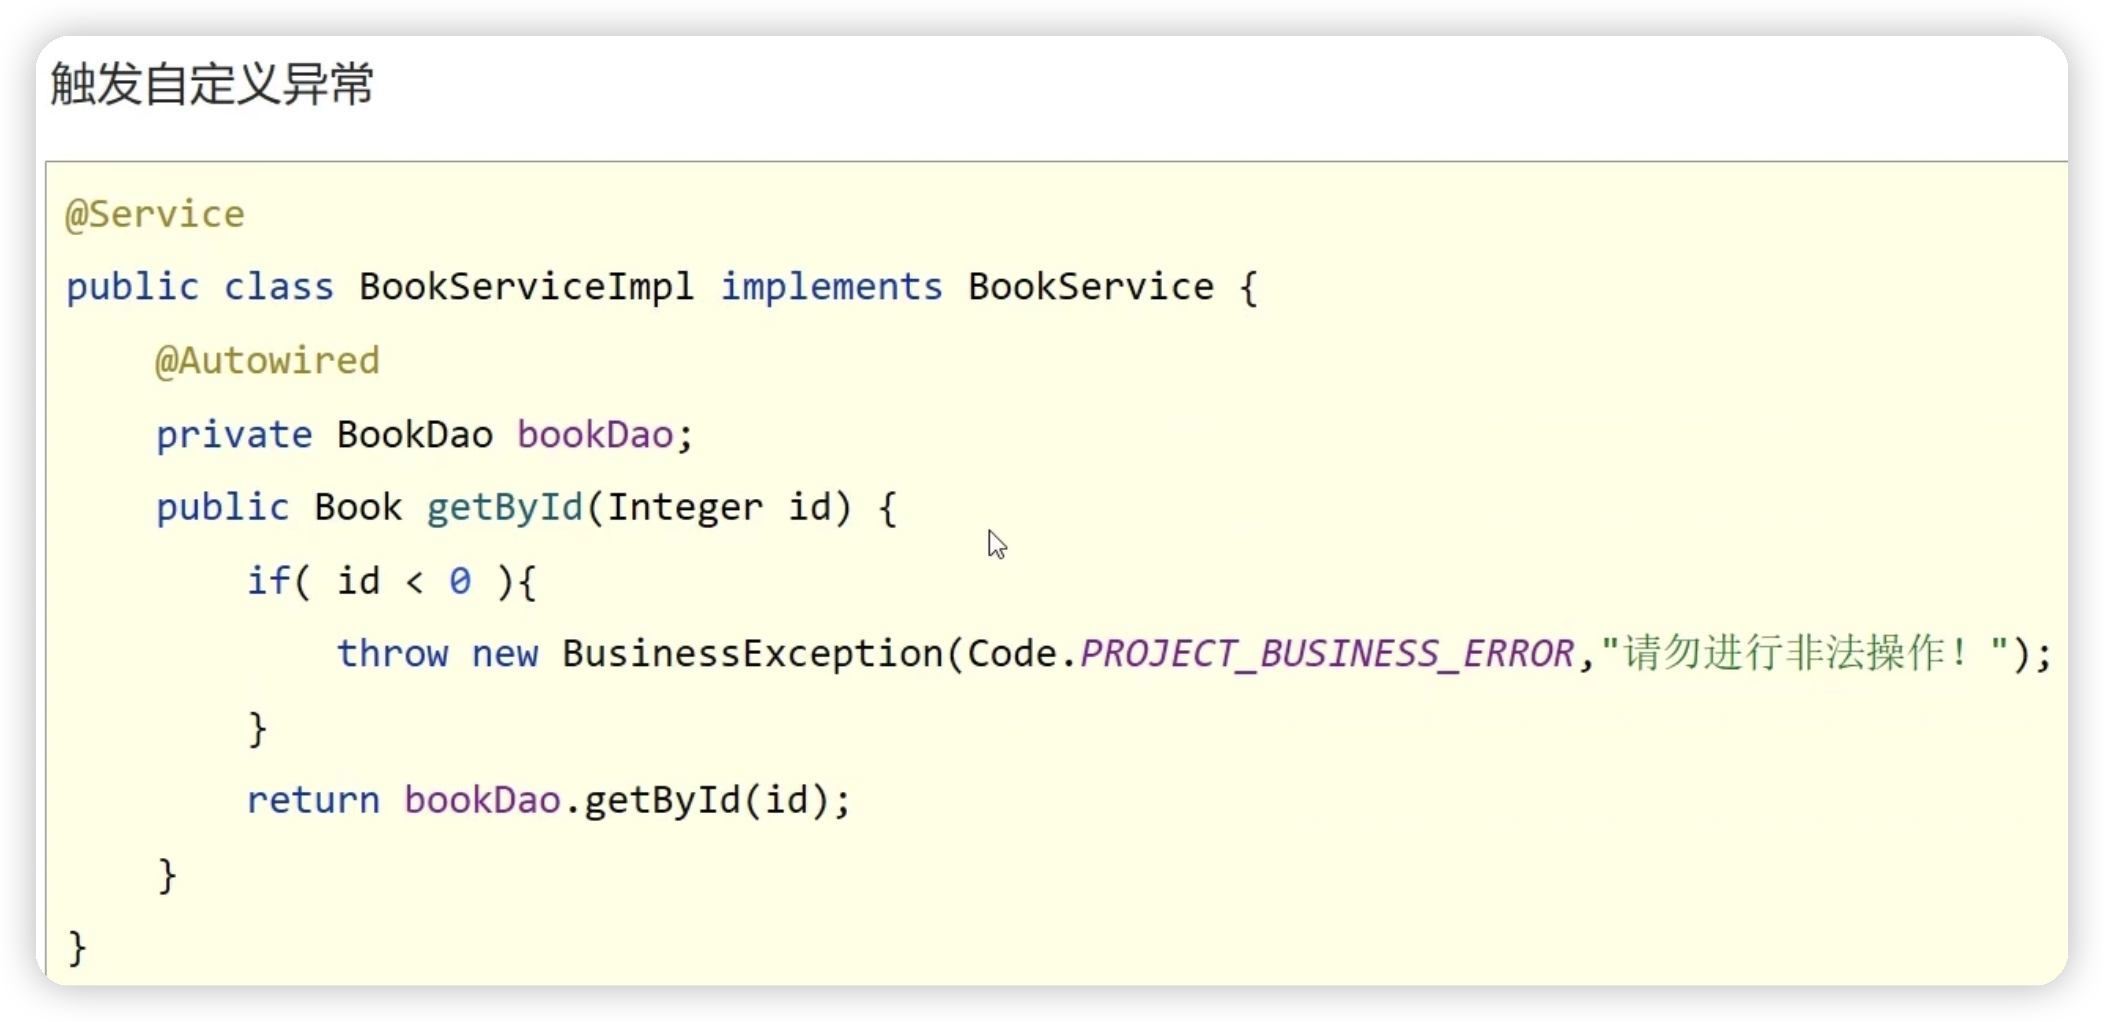 触发自定义异常
@Service
public class BookServiceImpl implements BookService {
    @Autowired
    private BookDao bookDao;
    public Book getById(Integer id) {
        if( id < 0 ){
            throw new BusinessException(Code.PROJECT_BUSINESS_ERROR,"请勿进行非法操作！");
        }
        return bookDao.getById(id);
    }
}